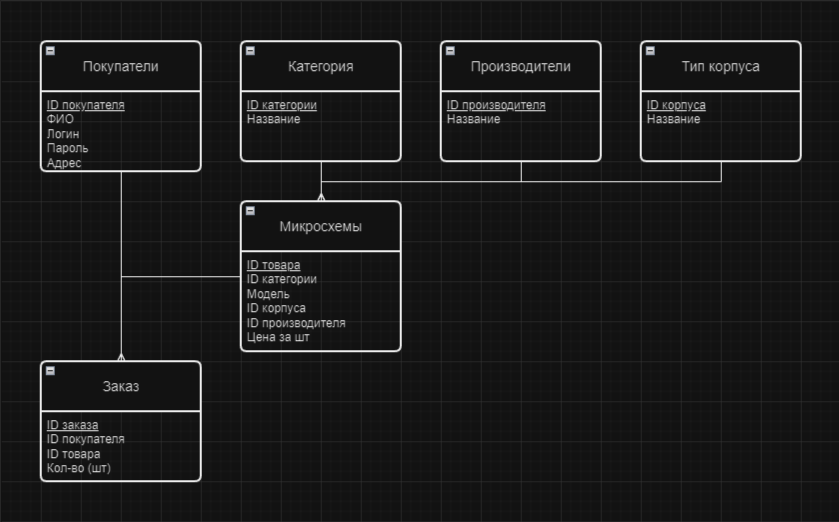 Покупатели
ID покупателя
ФИО
Логин
Пароль
Адрес
Категория
ID категории
Название
Производители
ID производителя
Название
Тип корпуса
ID корпуса
Название
Микросхемы
ID товара
ID категории
Модель
ID корпуса
ID производителя
Цена за шт
Заказ
ID заказа
ID покупателя
ID товара
Кол-во (шт)